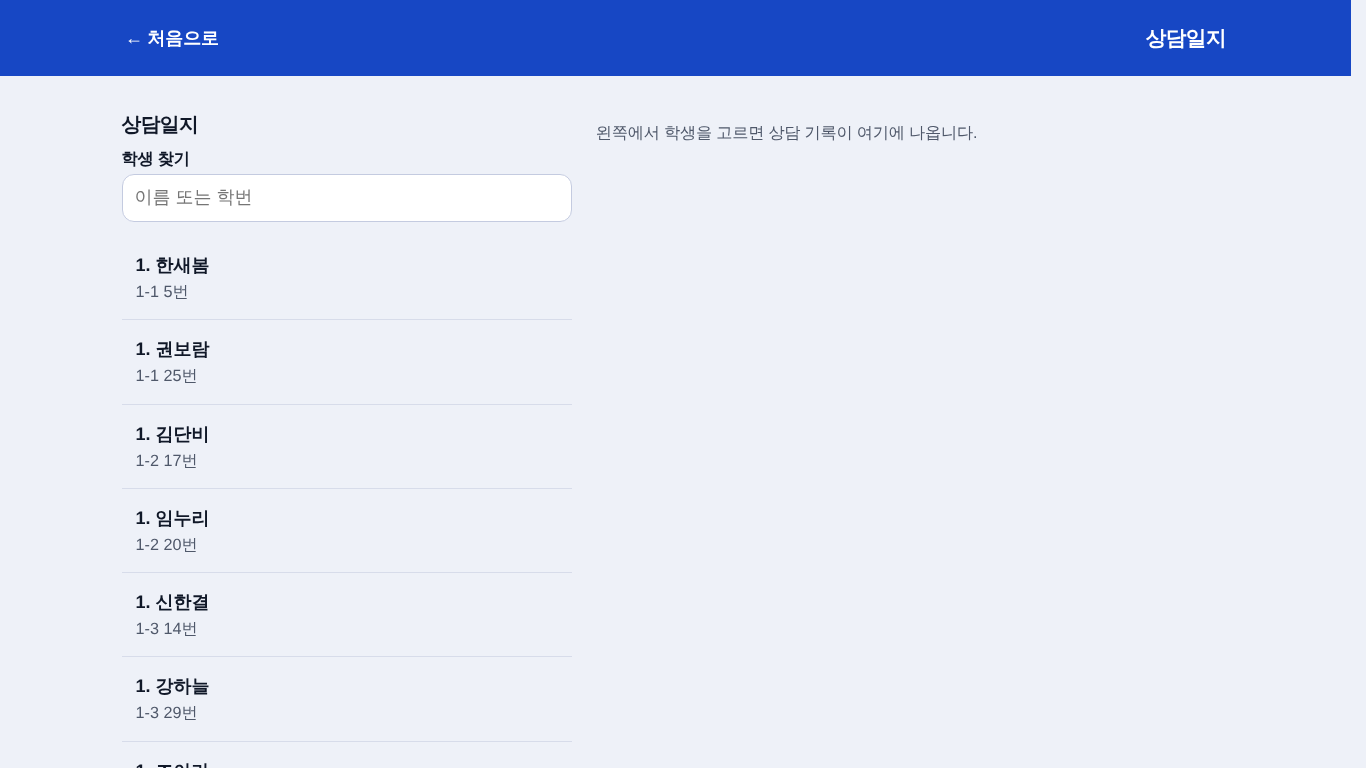 ← 처음으로
상담일지
상담일지
학생 찾기
이름 또는 학번
1. 한새봄
1-1 5번
1. 권보람
1-1 25번
1. 김단비
1-2 17번
1. 임누리
1-2 20번
1. 신한결
1-3 14번
1. 강하늘
1-3 29번
1.
왼쪽에서 학생을 고르면 상담 기록이 여기에 나옵니다.